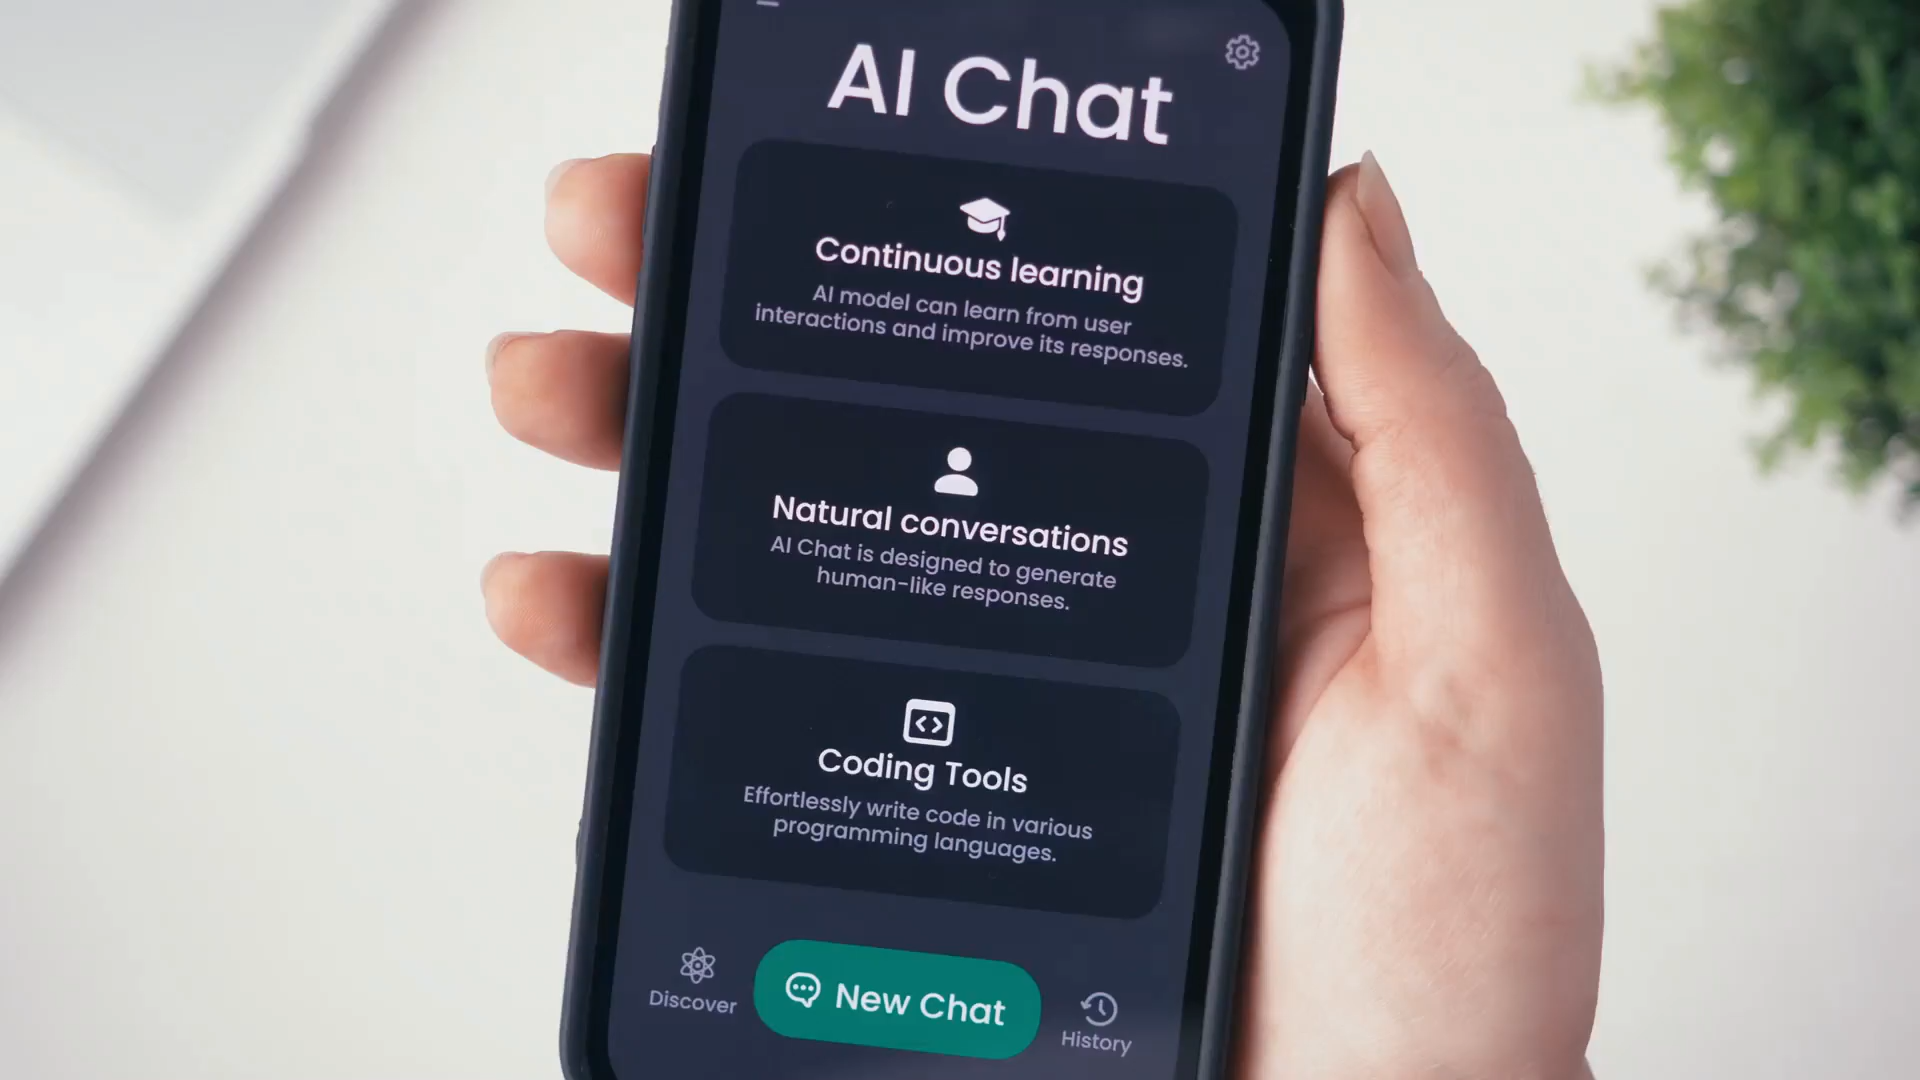 AI Chat
Continuous learning
AI model can learn from user
interactions and improve its responses.
Natural conversations
AI Chat is designed to generate
human-like responses.
Coding Tools
Effortlessly write code in various
programming languages.
Discover
New Chat
History